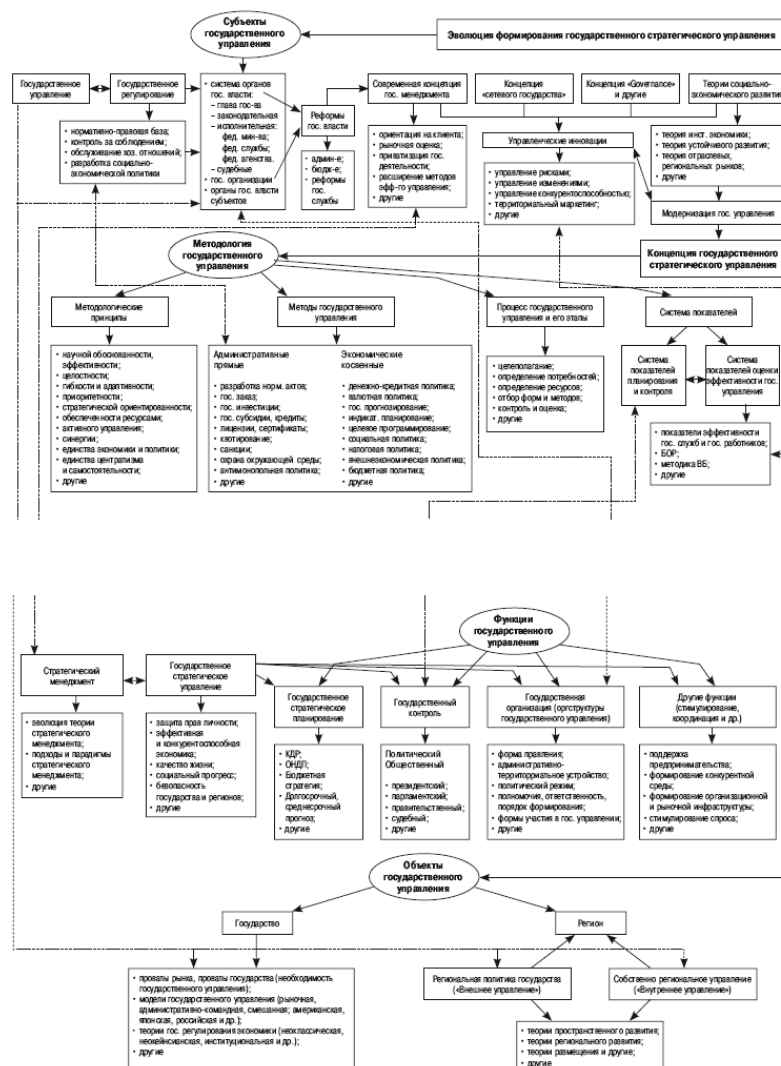 Субъекты
государственного
управления
Эволюция формирования государственного стратегического управления
Государственное
управление
Государственное
регулирование
• нормативно-правовая база;
• контроль за соблюдением;
• обслуживание хоз. отношений;
• разработка социально-
экономической политики
• система органов
гос. власти:
– глава гос-ва
– законодательная
– исполнительная:
фед. мин-ва;
фед. службы;
фед. агенства.
– судебные
• гос. организации
• органы гос. власти
субъектов
Реформы
гос. власти
• админ-е;
• бюдж-е;
• реформы
гос.
службы
Современная концепция
гос. менеджмента
• ориентация на клиента;
• рыночная оценка;
• приватизация гос.
деятельности;
• расширение методов
эфф-го управления;
• другие
Концепция
«сетевого государства»
Концепция «Governance»
и другие
Теории социально-
экономического развития
Управленческие инновации
• управление рисками;
• управление изменениями;
• управление конкурентоспособностью;
• территориальный маркетинг;
• другие
• теория инст. экономики;
• теория устойчивого развития;
• теория отраслевых,
региональных рынков;
• другие
Модернизация гос. управления
Концепция государственного
стратегического управления
Методология
государственного
управления
Методологические
принципы
• научной обоснованности,
эффективности;
• целостности;
• гибкости и адаптивности;
• приоритетности;
• стратегической ориентированности;
• обеспеченности ресурсами;
• активного управления;
• синергии;
• единства экономики и политики;
• единства централизма
и самостоятельности;
• другие
Методы государственного
управления
Административные
прямые
• разработка норм. актов;
• гос. заказ;
• гос. инвестиции;
• гос. субсидии, кредиты;
• лицензии, сертификаты;
• квотирование;
• санкции;
• охрана окружающей среды;
• антимонопольная политика;
• другие
Экономические
косвенные
• денежно-кредитная политика;
• валютная политика;
• гос. прогнозирование;
• индикат. планирование;
• целевое программирование;
• социальная политика;
• налоговая политика;
• внешнеэкономическая политика;
• бюджетная политика;
• другие
Процесс государственного
управления и его этапы
• целеполагание;
• определение потребностей;
• определение ресурсов;
• отбор форм и методов;
• контроль и оценка;
• другие
Система показателей
Система
показателей
планирования
и контроля
Система
показателей оценки
эффективности гос.
управления
• показатели эффективности
гос. служб и гос. работников;
• БОР;
• методика ВБ;
• другие
Функции
государственного
управления
Стратегический
менеджмент
• эволюция теории
стратегического
менеджмента;
• подходы и парадигмы
стратегического
менеджмента;
• другие
Государственное
стратегическое
управление
• защита прав личности;
• эффективная
и конкурентоспособная
экономика;
• качество жизни;
• социальный прогресс;
• безопасность
государства и регионов;
• другие
Государственное
стратегическое
планирование
• КДР;
• ОНДП;
• Бюджетная
стратегия;
• Долгосрочный,
среднесрочный
прогноз;
• другие
Государственный
контроль
Политический
Общественный
• президентский;
• парламентский;
• правительственный;
• судебный;
• другие
Государственная
организация (оргструктуры
государственного управления)
• форма правления;
• административно-
территориальное устройство;
• политический режим;
• полномочия, ответственность,
порядок формирования;
• формы участия в гос. управлении;
• другие
Другие функции
(стимулирование,
координация и др.)
• поддержка
предпринимательства;
• формирование конкурентной
среды;
• формирование организационной
и рыночной инфраструктуры;
• стимулирование спроса;
• другие
Объекты
государственного
управления
Государство
Регион
• провалы рынка, провалы государства (необходимость
государственного управления);
• модели государственного управления (рыночная,
административно-командная, смешанная; американская,
японская, российская и др.);
• теории гос. регулирования экономики (неоклассическая,
неокейнсианская, институциональная и др.);
• другие
Региональная политика государства
(«Внешнее управление»)
Собственно региональное управление
(«Внутреннее управление»)
• теории пространственного развития;
• теории регионального развития;
• теории размещения и другие;
• другие